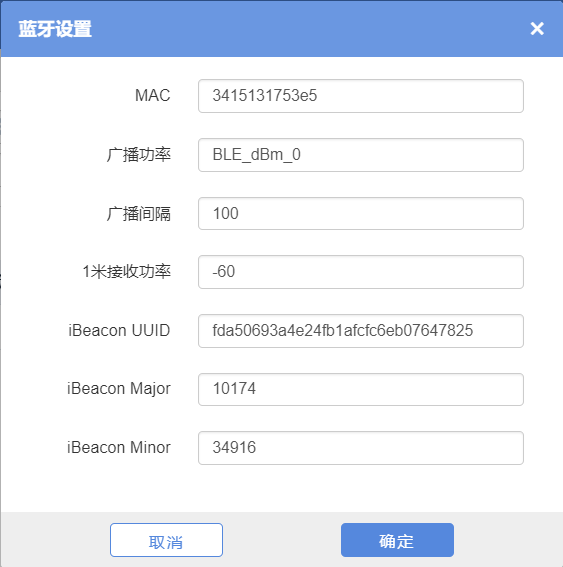 蓝牙设置 ×
MAC 3415131753e5
广播功率 BLE_dBm_0
广播间隔 100
1米接收功率 -60
iBeacon UUID fda50693a4e24fb1afcfc6eb07647825
iBeacon Major 10174
iBeacon Minor 34916
取消 确定